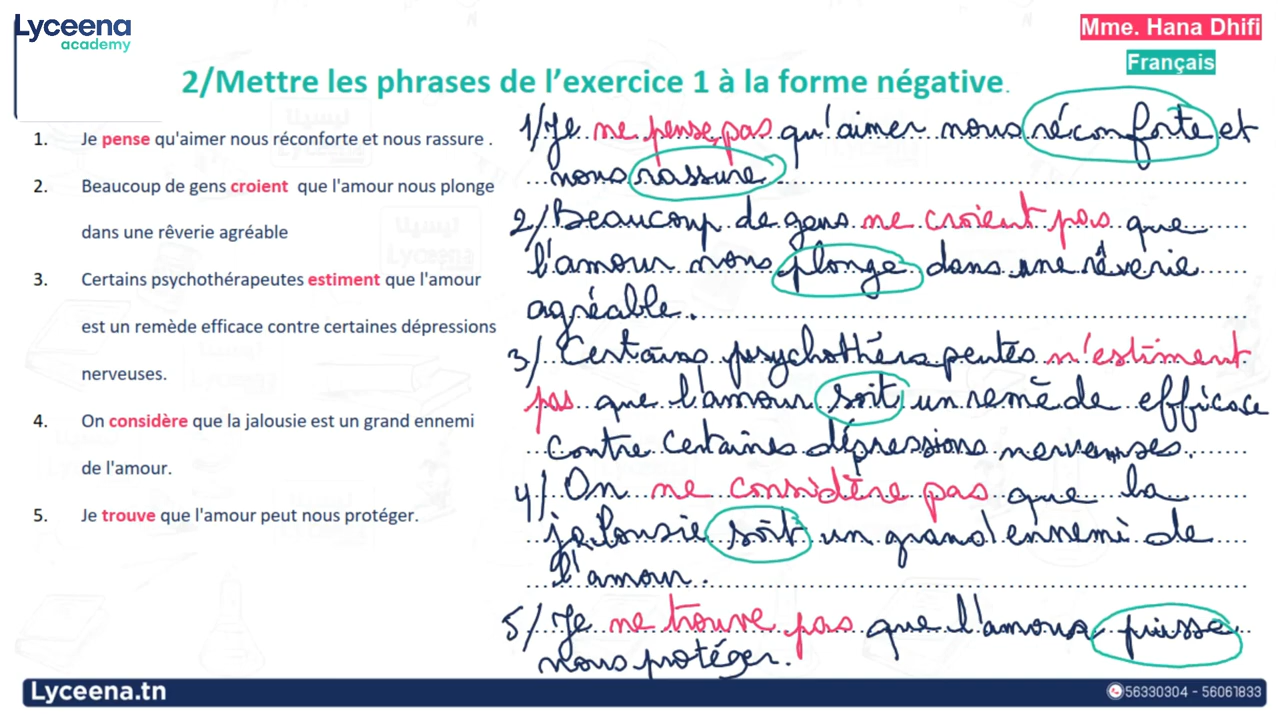 Lyceena
academy
Mme. Hana Dhifi
Français
2/Mettre les phrases de l’exercice 1 à la forme négative.
1. Je pense qu'aimer nous réconforte et nous rassure .
2. Beaucoup de gens croient que l'amour nous plonge
dans une rêverie agréable
3. Certains psychothérapeutes estiment que l'amour
est un remède efficace contre certaines dépressions
nerveuses.
4. On considère que la jalousie est un grand ennemi
de l'amour.
5. Je trouve que l'amour peut nous protéger.
1/ Je ne pense pas qu'aimer nous réconforte et
nous rassure
2/ Beaucoup de gens ne croient pas que
l'amour nous plonge dans une rêverie
agréable.
3/ Certains psychothérapeutes n'estiment
pas que l'amour soit un remède efficace
contre certaines dépressions nerveuses.
4/ On ne considère pas que la
jalousie soit un grand ennemi de
l'amour.
5/ Je ne trouve pas que l'amour puisse
nous protéger.
Lyceena.tn
56330304 - 56061833